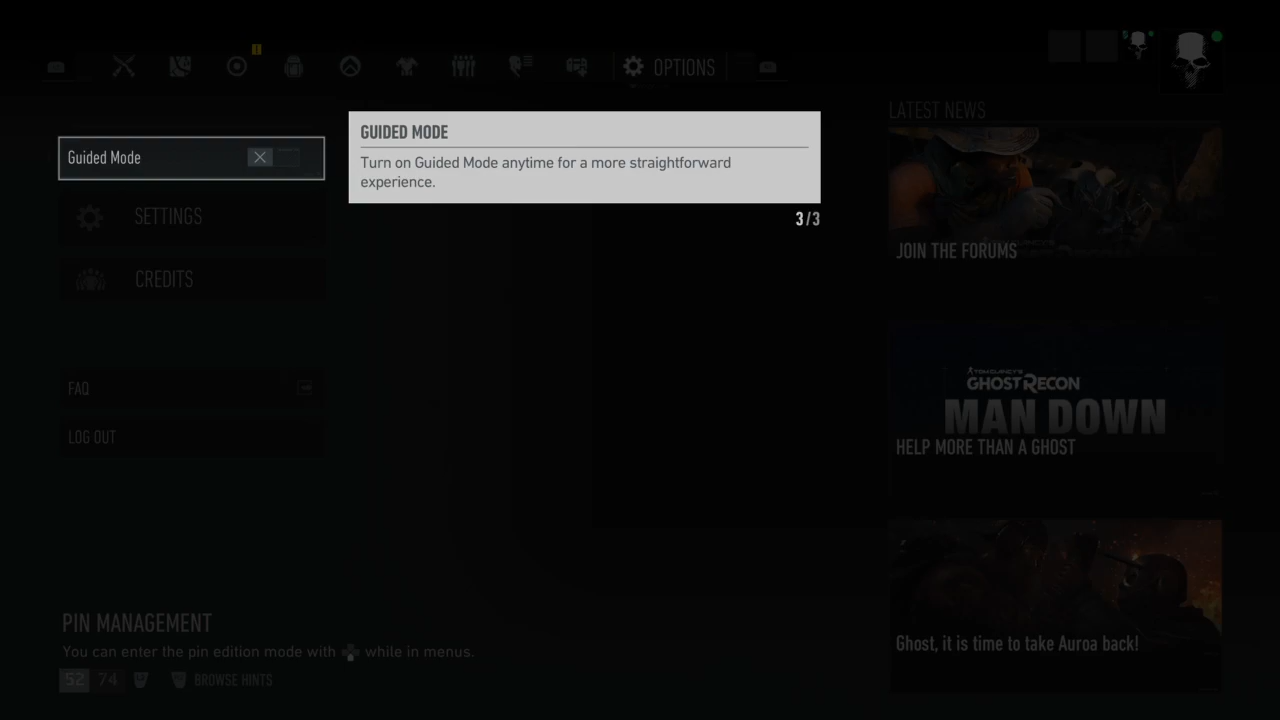 OPTIONS
Guided Mode
SETTINGS
CREDITS
FAQ
LOG OUT
GUIDED MODE
Turn on Guided Mode anytime for a more straightforward
experience.
3/3
LATEST NEWS
JOIN THE FORUMS
TOM CLANCY'S
GHOST RECON
MAN DOWN
HELP MORE THAN A GHOST
Ghost, it is time to take Auroa back!
PIN MANAGEMENT
You can enter the pin edition mode with while in menus.
52 74 BROWSE HINTS